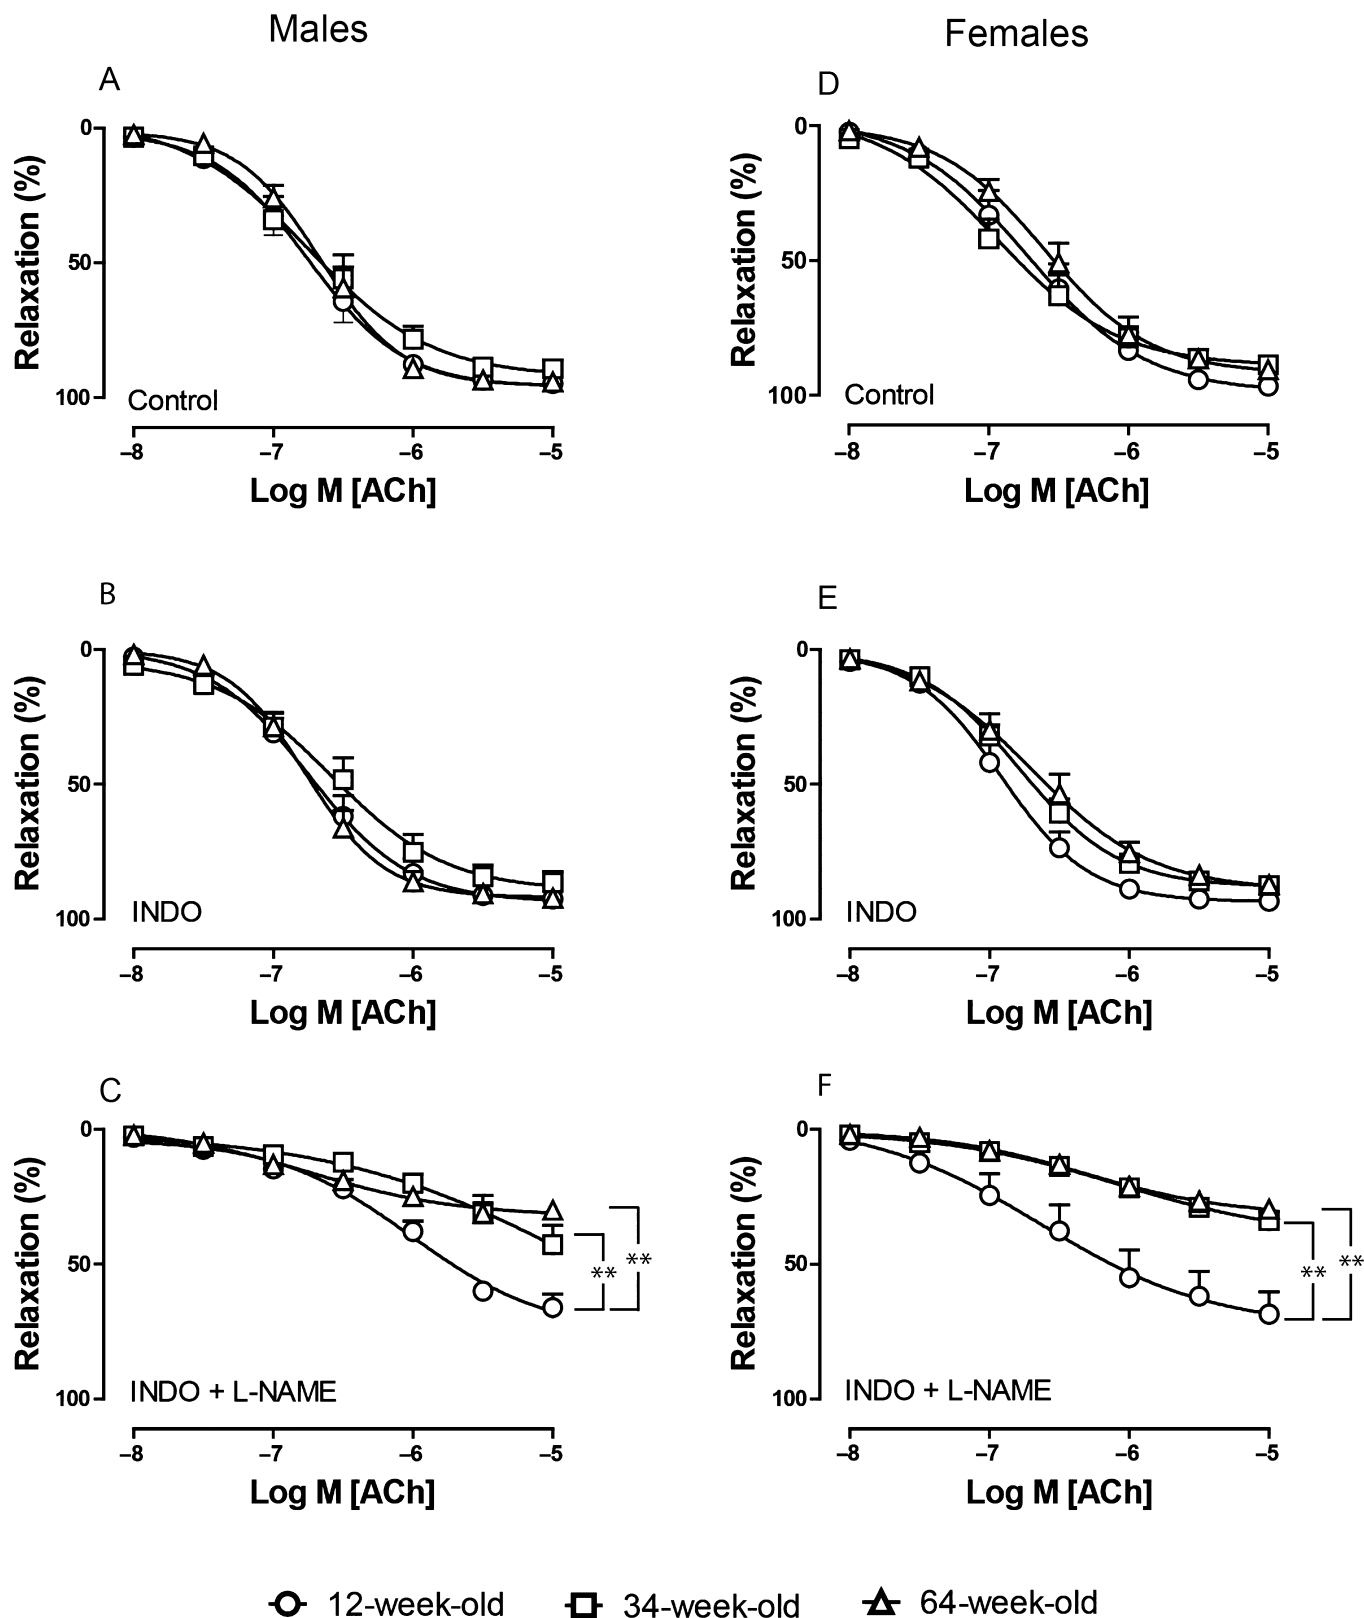 Males
Females
A
0
50
100
Relaxation (%)
Control
–8
–7
–6
–5
Log M [ACh]
D
0
50
100
Relaxation (%)
Control
–8
–7
–6
–5
Log M [ACh]
B
0
50
100
Relaxation (%)
INDO
–8
–7
–6
–5
Log M [ACh]
E
0
50
100
Relaxation (%)
INDO
–8
–7
–6
–5
Log M [ACh]
C
0
50
100
Relaxation (%)
**
**
INDO + L-NAME
–8
–7
–6
–5
Log M [ACh]
F
0
50
100
Relaxation (%)
**
**
INDO + L-NAME
–8
–7
–6
–5
Log M [ACh]
12-week-old
34-week-old
64-week-old